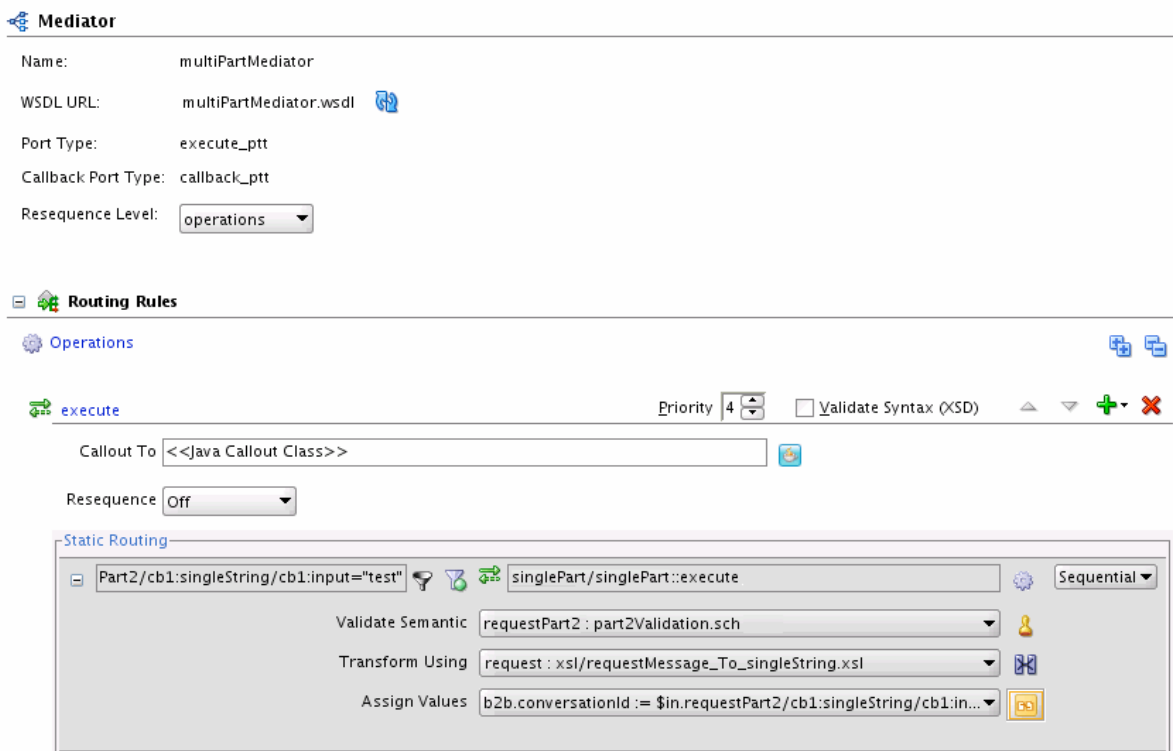 Mediator
Name: multiPartMediator
WSDL URL: multiPartMediator.wsdl
Port Type: execute_ptt
Callback Port Type: callback_ptt
Resequence Level: operations
Routing Rules
Operations
execute Priority 4 Validate Syntax (XSD)
Callout To <<Java Callout Class>>
Resequence Off
Static Routing
Part2/cb1:singleString/cb1:input="test" singlePart/singlePart::execute Sequential
Validate Semantic requestPart2 : part2Validation.sch
Transform Using request : xsl/requestMessage_To_singleString.xsl
Assign Values b2b.conversationId := $in.requestPart2/cb1:singleString/cb1:in...